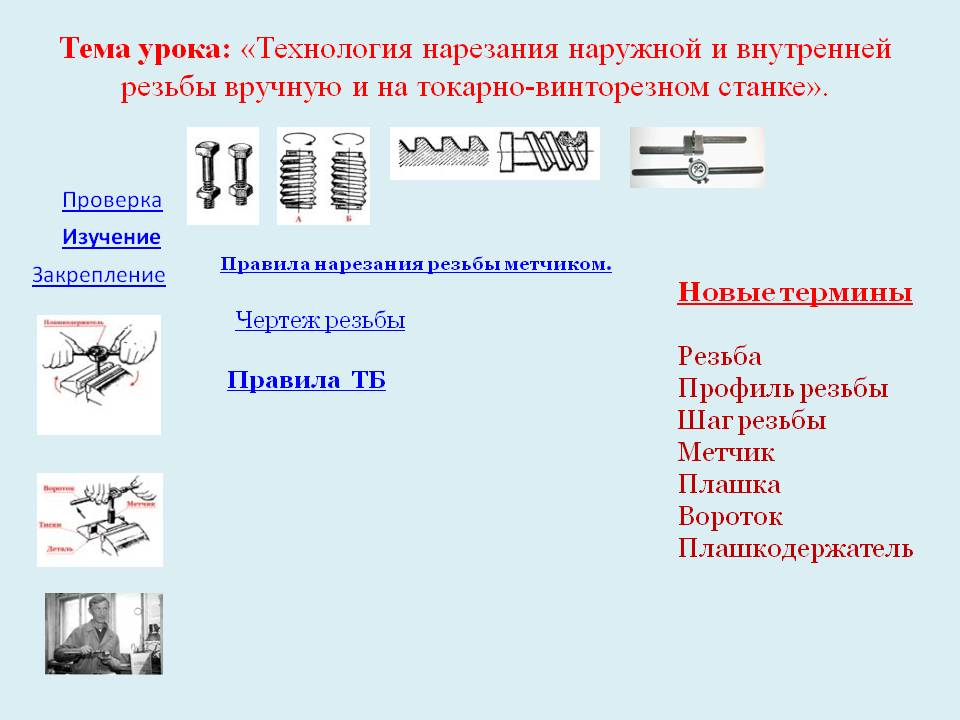 Тема урока: «Технология нарезания наружной и внутренней
резьбы вручную и на токарно-винторезном станке».
А Б
Проверка
Изучение
Закрепление
Правила нарезания резьбы метчиком.
Чертеж резьбы
Правила ТБ
Плашкодержатель
Вороток
Метчик
Тиски
Деталь
Новые термины
Резьба
Профиль резьбы
Шаг резьбы
Метчик
Плашка
Вороток
Плашкодержатель